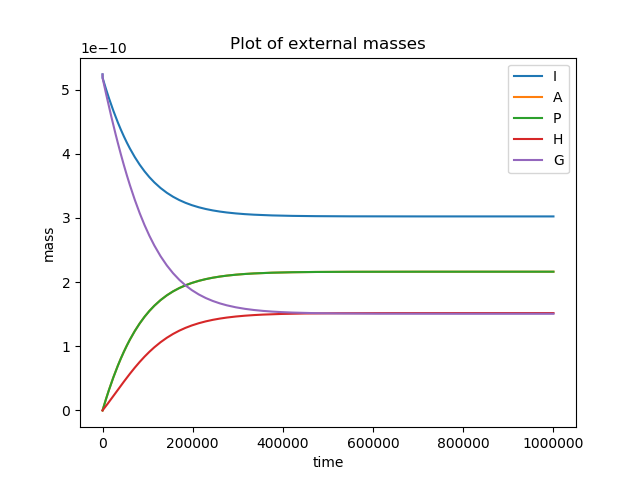 Plot of external masses
1e−10
5
4
3
2
1
0
mass
I
A
P
H
G
0 200000 400000 600000 800000 1000000
time